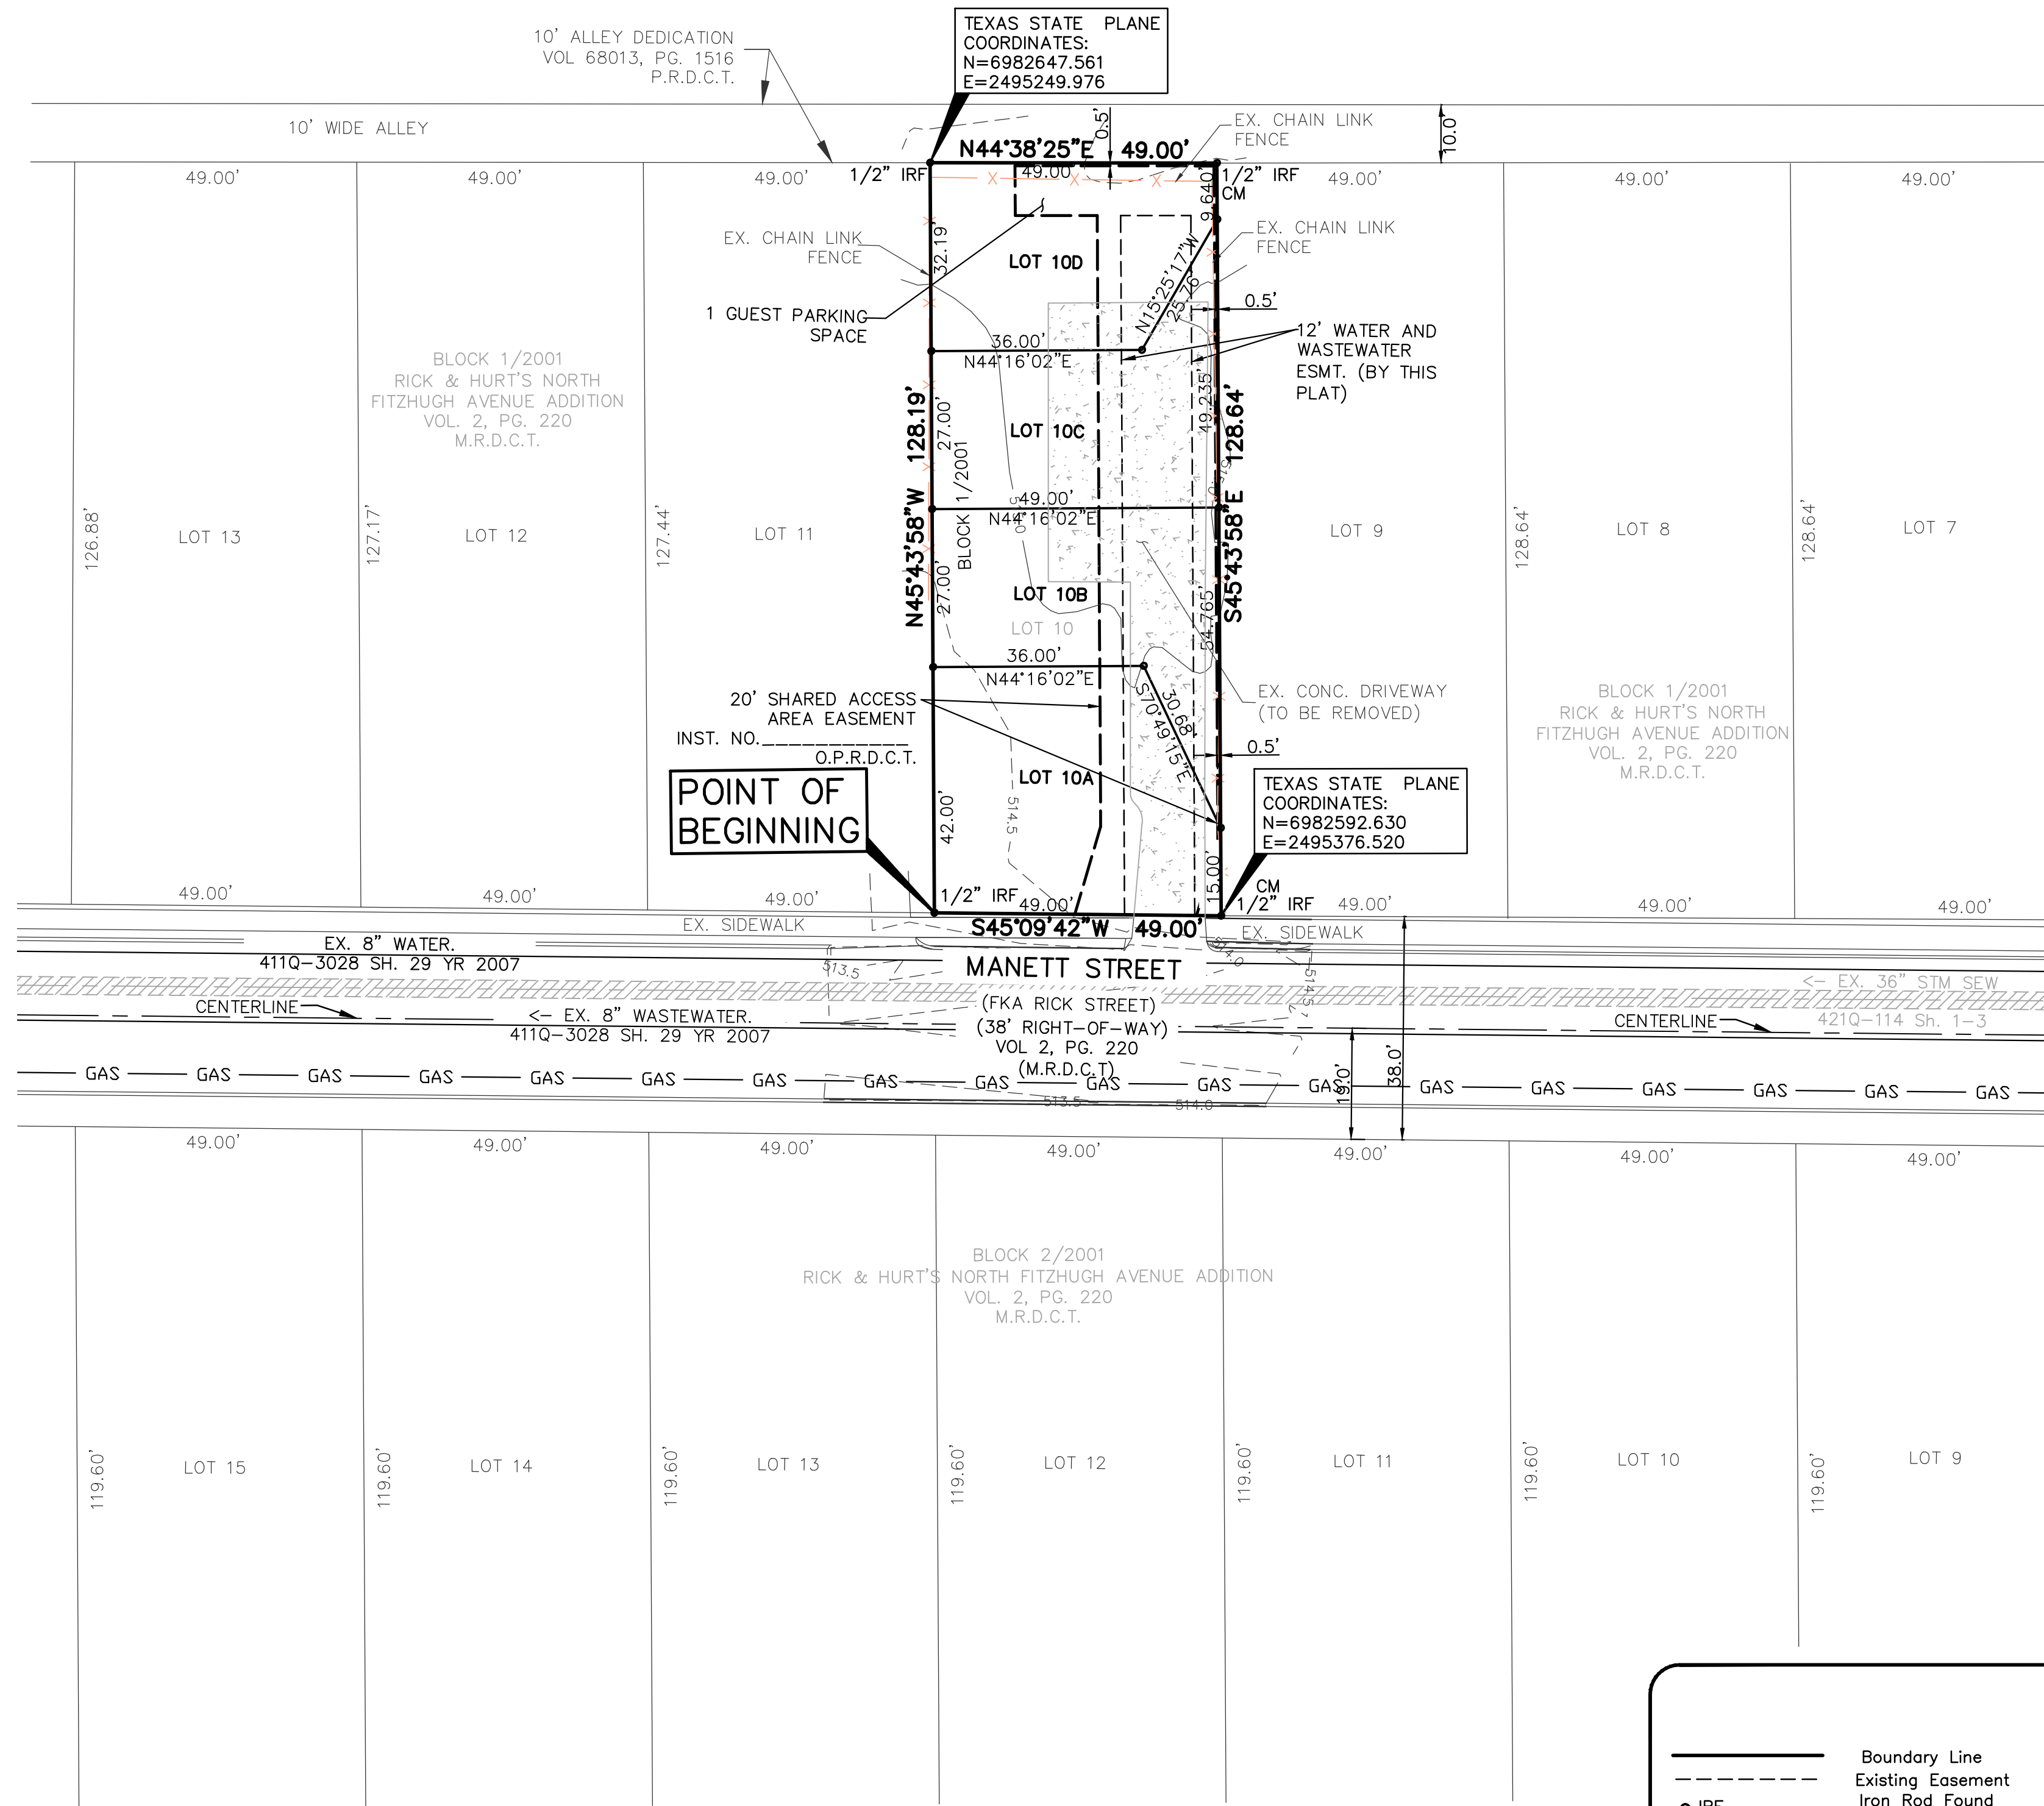 10' ALLEY DEDICATION
VOL 68013, PG. 1516
P.R.D.C.T.
TEXAS STATE PLANE
COORDINATES:
N=6982647.561
E=2495249.976
10' WIDE ALLEY
0.5'
EX. CHAIN LINK
FENCE
10.0'
N44°38'25"E 49.00'
49.00'
49.00'
49.00'
1/2" IRF
49.00'
1/2" IRF
CM
49.00'
49.00'
49.00'
9.640'
EX. CHAIN LINK
FENCE
32.19'
EX. CHAIN LINK
FENCE
LOT 10D
N15°25'17"W
25.76'
0.5'
1 GUEST PARKING
SPACE
12' WATER AND
WASTEWATER
ESMT. (BY THIS
PLAT)
36.00'
N44°16'02"E
BLOCK 1/2001
RICK & HURT'S NORTH
FITZHUGH AVENUE ADDITION
VOL. 2, PG. 220
M.R.D.C.T.
N45°43'58"W 128.19'
27.00'
BLOCK 1/2001
LOT 10C
49.235'
S45°43'58"E 128.64'
515.0
49.00'
N44°16'02"E
126.88'
LOT 13
127.17'
LOT 12
127.44'
LOT 11
LOT 9
128.64'
LOT 8
128.64'
LOT 7
27.00'
LOT 10B
LOT 10
54.765'
36.00'
N44°16'02"E
20' SHARED ACCESS
AREA EASEMENT
INST. NO.____________
O.P.R.D.C.T.
30.68'
S70°49'15"E
EX. CONC. DRIVEWAY
(TO BE REMOVED)
BLOCK 1/2001
RICK & HURT'S NORTH
FITZHUGH AVENUE ADDITION
VOL. 2, PG. 220
M.R.D.C.T.
0.5'
LOT 10A
514.5
42.00'
POINT OF
BEGINNING
TEXAS STATE PLANE
COORDINATES:
N=6982592.630
E=2495376.520
15.00'
49.00'
49.00'
49.00'
1/2" IRF
49.00'
CM
1/2" IRF
49.00'
49.00'
49.00'
EX. SIDEWALK
S45°09'42"W 49.00'
EX. SIDEWALK
EX. 8" WATER.
411Q-3028 SH. 29 YR 2007
513.5
MANETT STREET
514.0
514.5
<- EX. 36" STM SEW
421Q-114 Sh. 1-3
CENTERLINE
<- EX. 8" WASTEWATER.
411Q-3028 SH. 29 YR 2007
(FKA RICK STREET)
(38' RIGHT-OF-WAY)
VOL 2, PG. 220
(M.R.D.C.T)
CENTERLINE
19.0'
38.0'
GAS GAS GAS GAS GAS GAS GAS GAS GAS GAS GAS GAS GAS GAS GAS GAS GAS GAS
513.5
514.0
49.00'
49.00'
49.00'
49.00'
49.00'
49.00'
49.00'
BLOCK 2/2001
RICK & HURT'S NORTH FITZHUGH AVENUE ADDITION
VOL. 2, PG. 220
M.R.D.C.T.
119.60'
LOT 15
119.60'
LOT 14
119.60'
LOT 13
119.60'
LOT 12
119.60'
LOT 11
119.60'
LOT 10
119.60'
LOT 9
Boundary Line
Existing Easement
IRF
Iron Rod Found